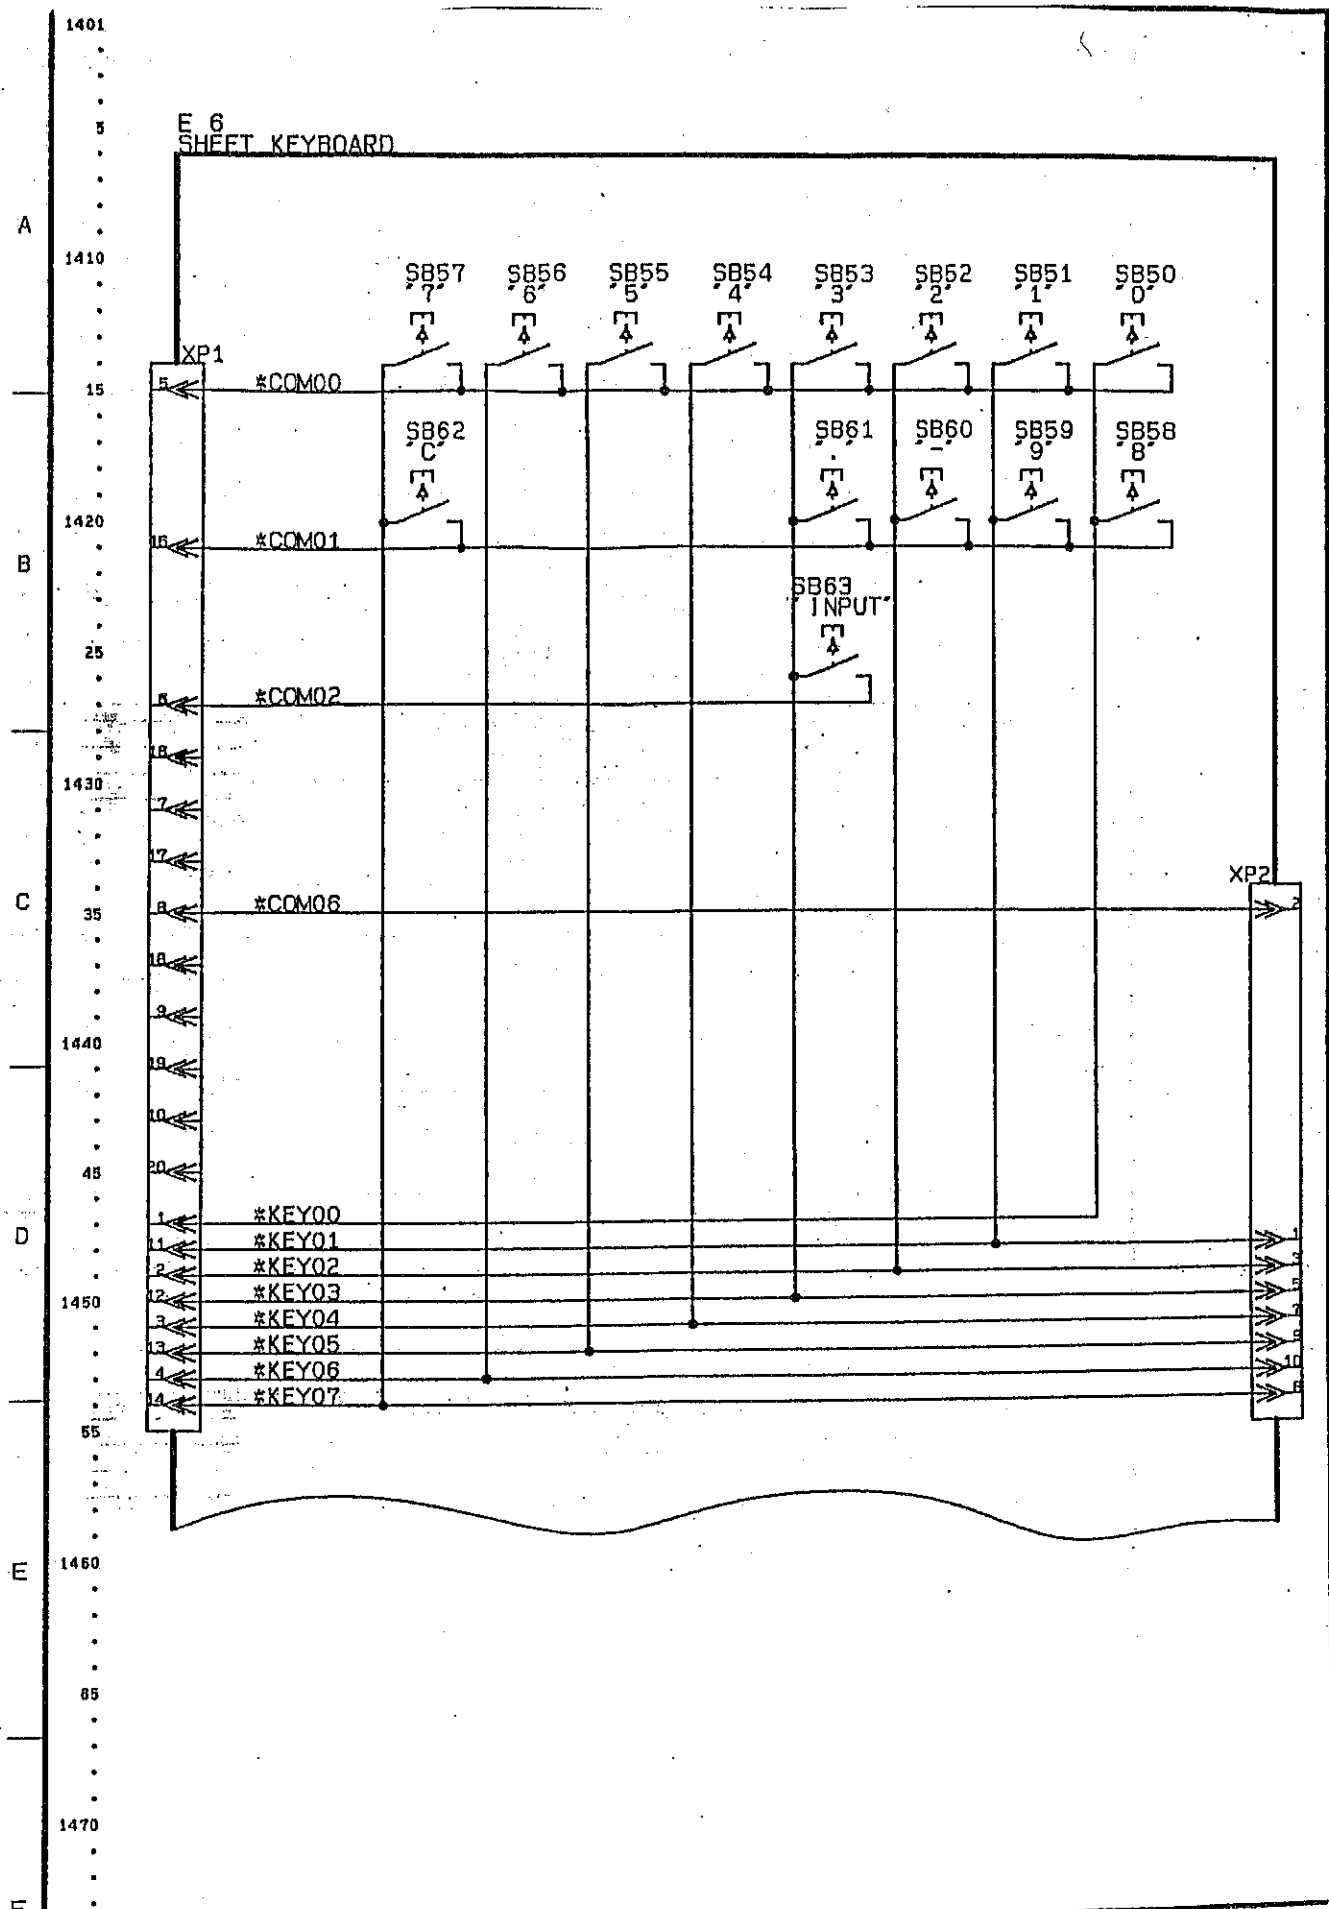 1401
5
E 6
SHEET KEYBOARD
A
1410
SB57 SB56 SB55 SB54 SB53 SB52 SB51 SB50
"7" "6" "5" "4" "3" "2" "1" "0"
XP1
5 *COM00
15
SB62 SB61 SB60 SB59 SB58
"C" "." "-" "9" "8"
1420
15 *COM01
B
SB63
"INPUT"
25
6 *COM02
16
1430
7
17
XP2
C
35
8 *COM06 2
18
9
1440
19
10
45
20
1 *KEY00
D
11 *KEY01 1
2 *KEY02 3
1450
12 *KEY03 5
3 *KEY04 7
13 *KEY05 9
4 *KEY06 10
14 *KEY07 8
55
1460
E
65
1470